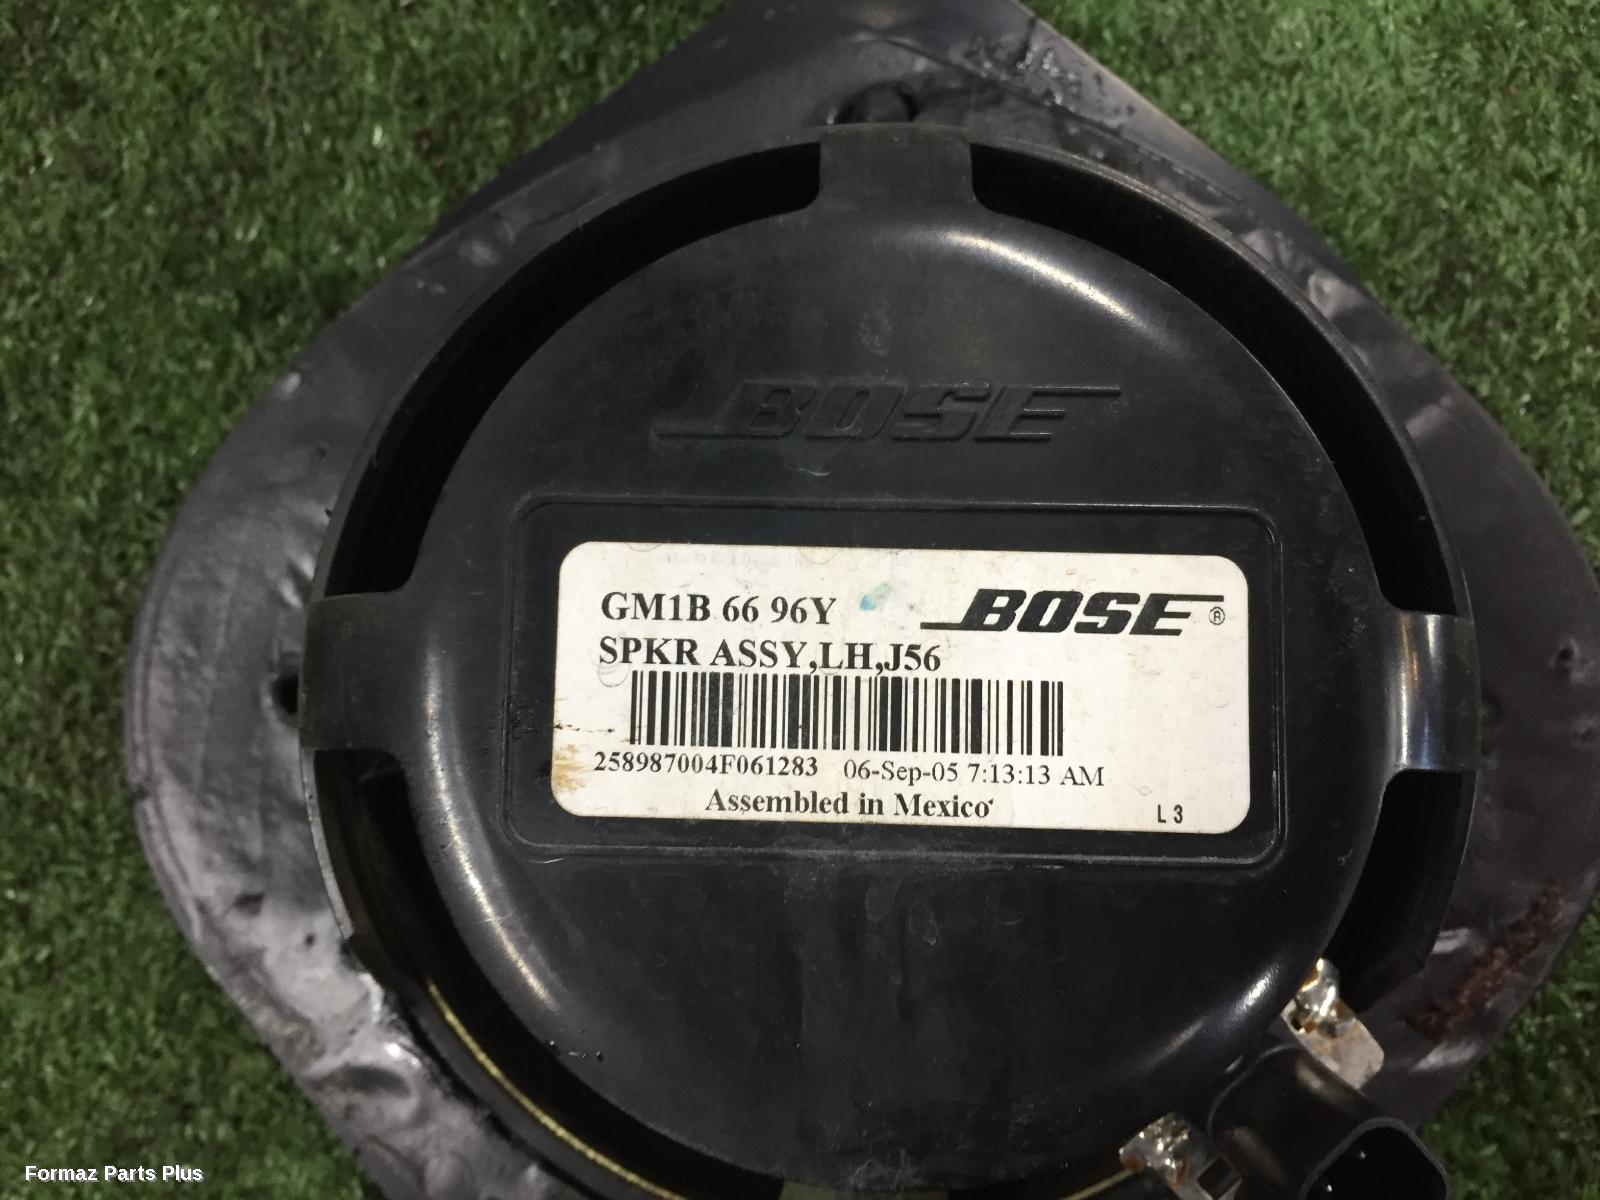 BOSE
GM1B 66 96Y
BOSE®
SPKR ASSY,LH,J56
258987004F061283 06-Sep-05 7:13:13 AM
Assembled in Mexico
L 3
Formaz Parts Plus